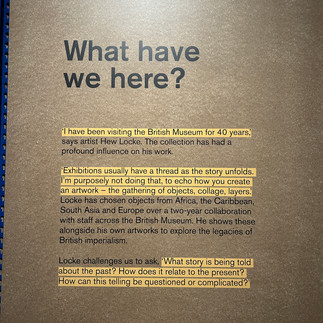 What have
we here?
'I have been visiting the British Museum for 40 years,'
says artist Hew Locke. The collection has had a
profound influence on his work.
'Exhibitions usually have a thread as the story unfolds.
I'm purposely not doing that, to echo how you create
an artwork – the gathering of objects, collage, layers.'
Locke has chosen objects from Africa, the Caribbean,
South Asia and Europe over a two-year collaboration
with staff across the British Museum. He shows these
alongside his own artworks to explore the legacies of
British imperialism.
Locke challenges us to ask, 'What story is being told
about the past? How does it relate to the present?
How can this telling be questioned or complicated?'